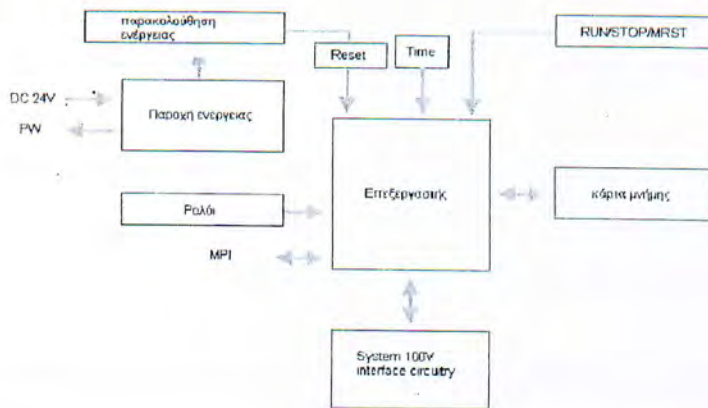 παρακολούθηση
ενέργειας
Reset
Time
RUN/STOP/MRST
DC 24V
PW
Παροχή ενεργειας
Επεξεργαστής
κάρτα μνήμης
Ρολόι
MPI
System 100V
interface circuitry